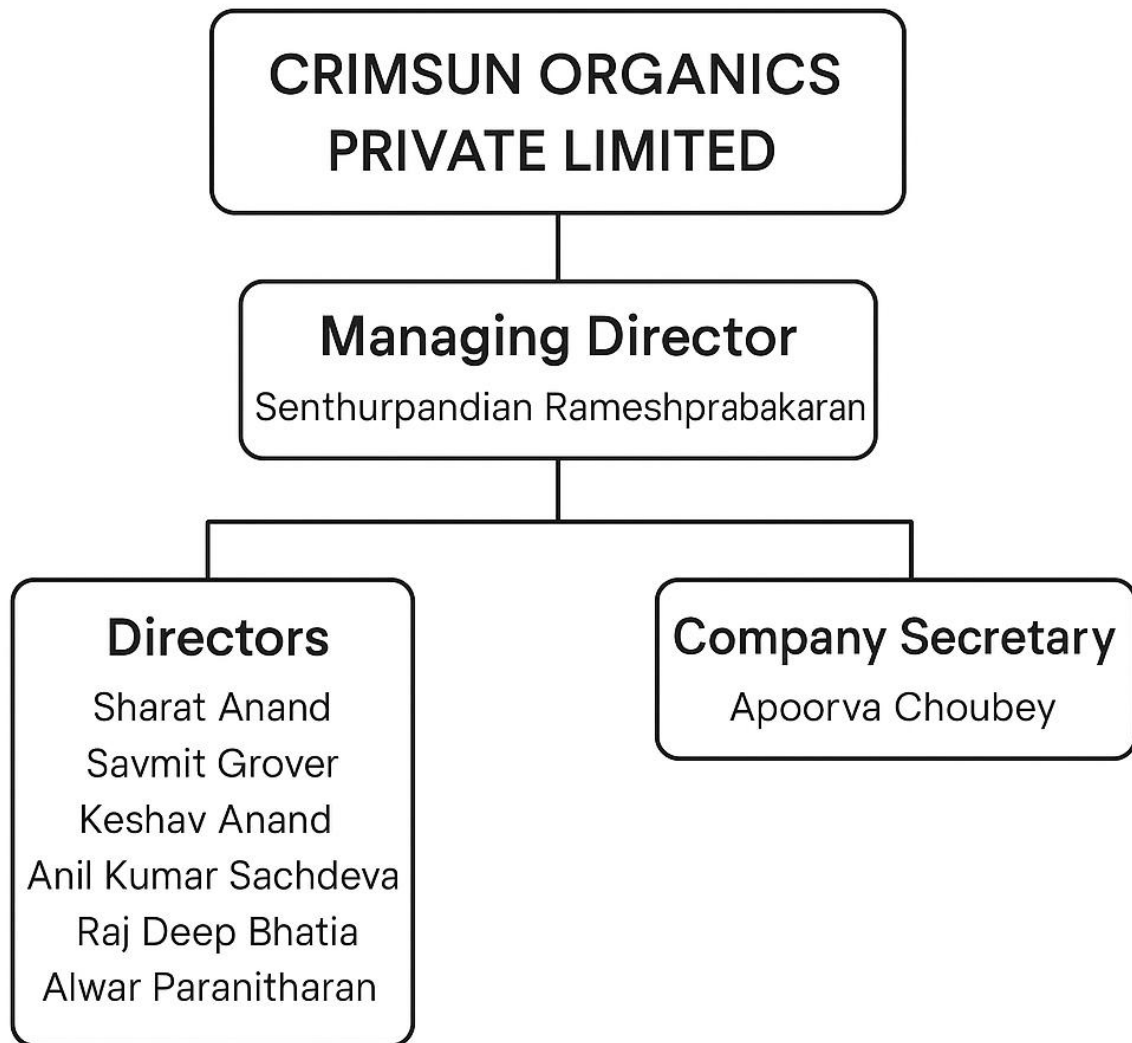 CRIMSUN ORGANICS
PRIVATE LIMITED
Managing Director
Senthurpandian Rameshprabakaran
Directors
Sharat Anand
Savmit Grover
Keshav Anand
Anil Kumar Sachdeva
Raj Deep Bhatia
Alwar Paranitharan
Company Secretary
Apoorva Choubey